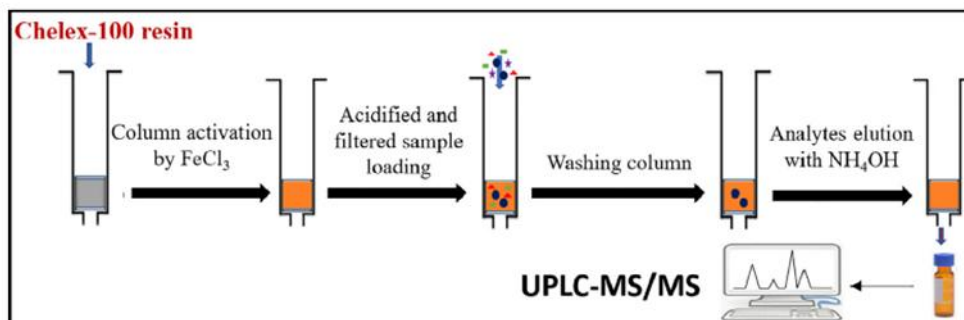 Chelex-100 resin
Column activation
by FeCl₃
Acidified and
filtered sample
loading
Washing column
Analytes elution
with NH₄OH
UPLC-MS/MS